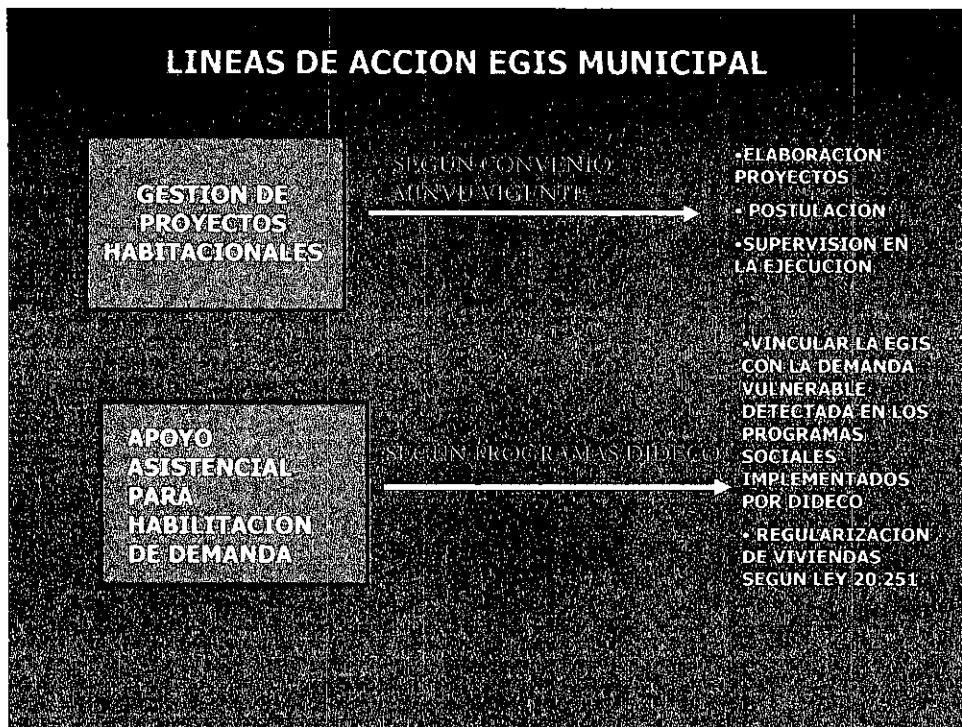 LINEAS DE ACCION EGIS MUNICIPAL
GESTION DE
PROYECTOS
HABITACIONALES
SEGÚN CONVENIO
MINVU VIGENTE
•ELABORACION
PROYECTOS
• POSTULACION
•SUPERVISION EN
LA EJECUCION
APOYO
ASISTENCIAL
PARA
HABILITACION
DE DEMANDA
SEGÚN PROGRAMAS DIDECO
•VINCULAR LA EGIS
CON LA DEMANDA
VULNERABLE
DETECTADA EN LOS
PROGRAMAS
SOCIALES
IMPLEMENTADOS
POR DIDECO
• REGULARIZACION
DE VIVIENDAS
SEGUN LEY 20.251